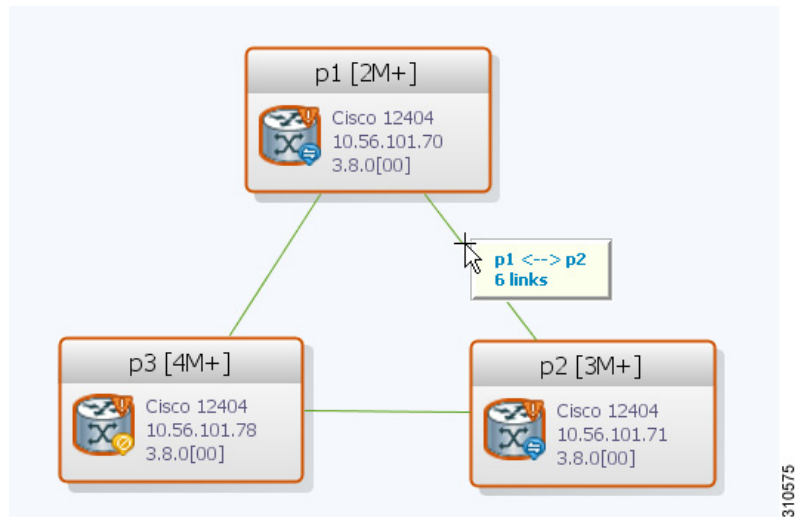 p1 [2M+]
Cisco 12404
10.56.101.70
3.8.0[00]
p1 <--> p2
6 links
p3 [4M+]
Cisco 12404
10.56.101.78
3.8.0[00]
p2 [3M+]
Cisco 12404
10.56.101.71
3.8.0[00]
310575